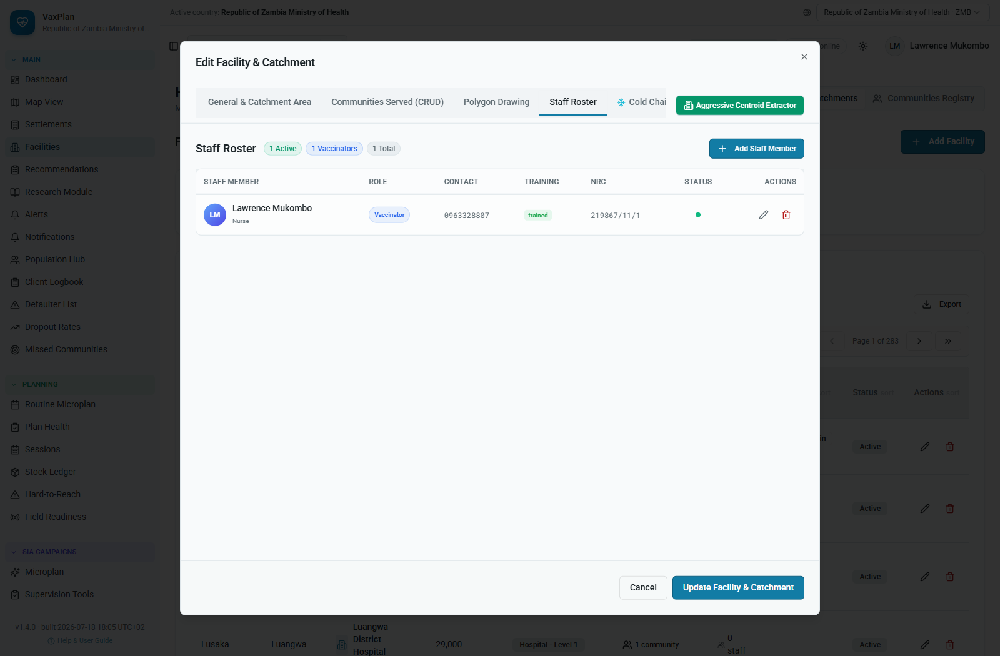 VaxPlan
Republic of Zambia Ministry of...
Active country: Republic of Zambia Ministry of Health
Republic of Zambia Ministry of Health · ZMB
online
LM
Lawrence Mukombo
MAIN
Dashboard
Map View
Settlements
Facilities
Recommendations
Research Module
Alerts
Notifications
Population Hub
Client Logbook
Defaulter List
Dropout Rates
Missed Communities
PLANNING
Routine Microplan
Plan Health
Sessions
Stock Ledger
Hard-to-Reach
Field Readiness
SIA CAMPAIGNS
Microplan
Supervision Tools
v1.4.0 · built 2026-07-18 18:05 UTC+02
Help & User Guide
Edit Facility & Catchment
General & Catchment Area
Communities Served (CRUD)
Polygon Drawing
Staff Roster
Cold Chai
Aggressive Centroid Extractor
Staff Roster
1 Active
1 Vaccinators
1 Total
Add Staff Member
STAFF MEMBER ROLE CONTACT TRAINING NRC STATUS ACTIONS
LM
Lawrence Mukombo
Nurse
Vaccinator
0963328807
trained
219867/11/1
Cancel
Update Facility & Catchment
tchments
Communities Registry
Add Facility
Export
Page 1 of 283
Status sort
Actions sort
Active
Active
Active
Lusaka
Luangwa
Luangwa
District
Hospital
29,000
Hospital - Level 1
1 community
0
staff
Active